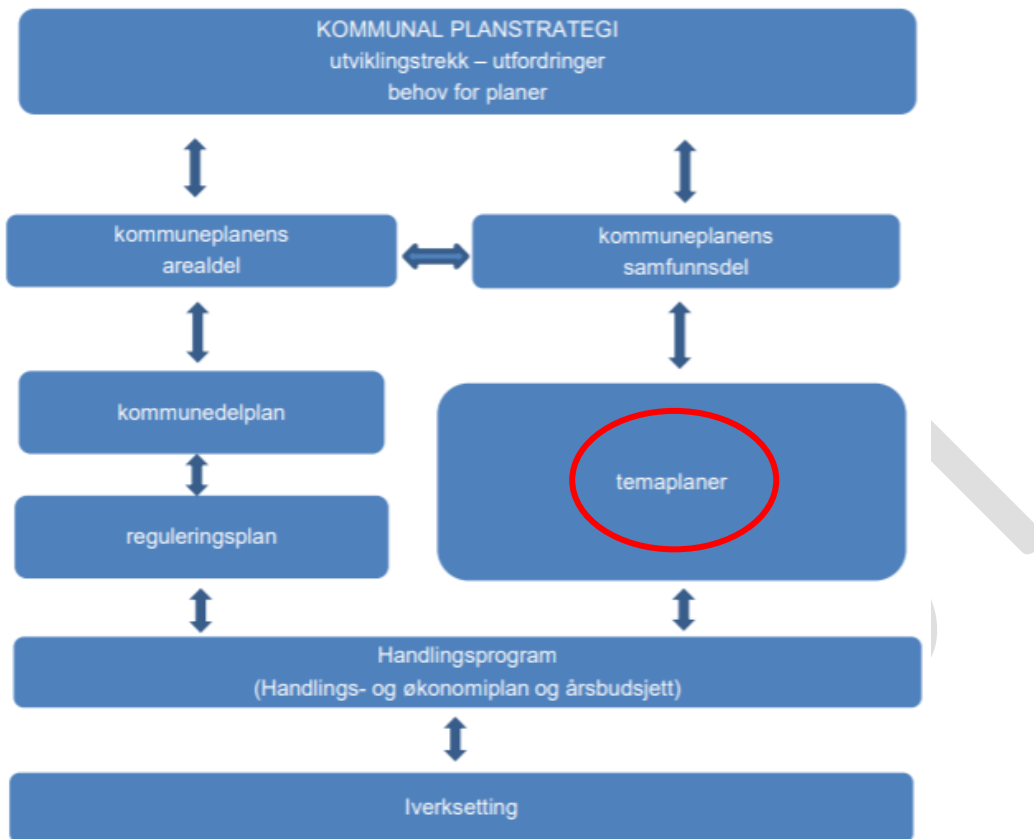 KOMMUNAL PLANSTRATEGI
utviklingstrekk – utfordringer
behov for planer
kommuneplanens
arealdel
kommuneplanens
samfunnsdel
kommunedelplan
temaplaner
reguleringsplan
Handlingsprogram
(Handlings- og økonomiplan og årsbudsjett)
Iverksetting